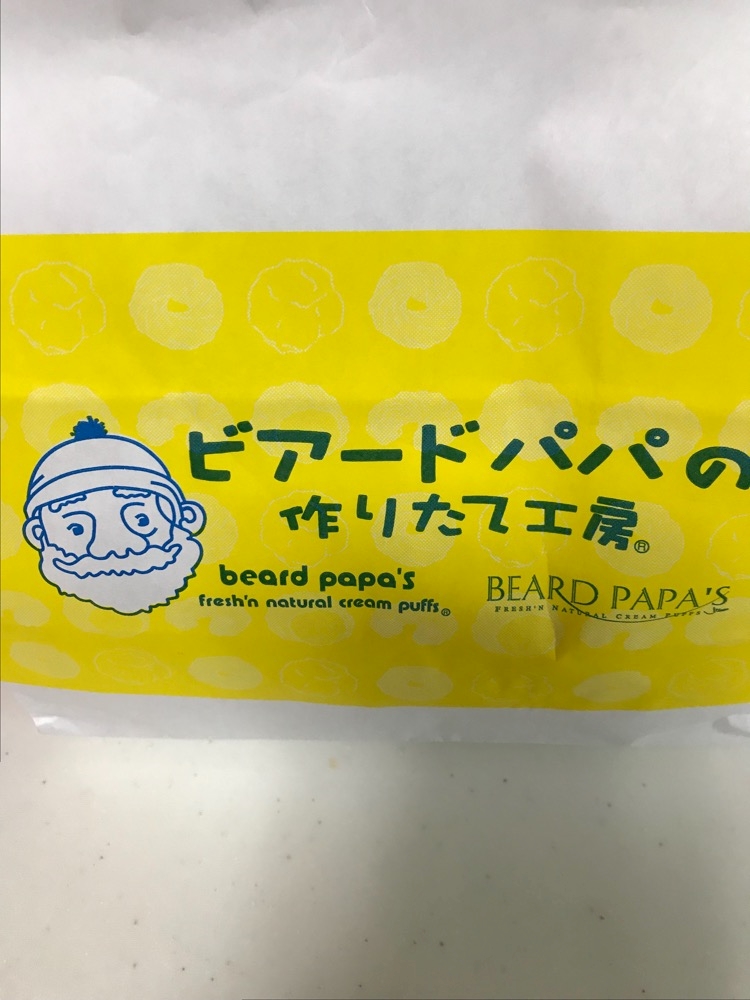 ビアードパパの
作りたて工房®
beard papa's
fresh'n natural cream puffs®
BEARD PAPA'S
FRESH'N NATURAL CREAM PUFFS